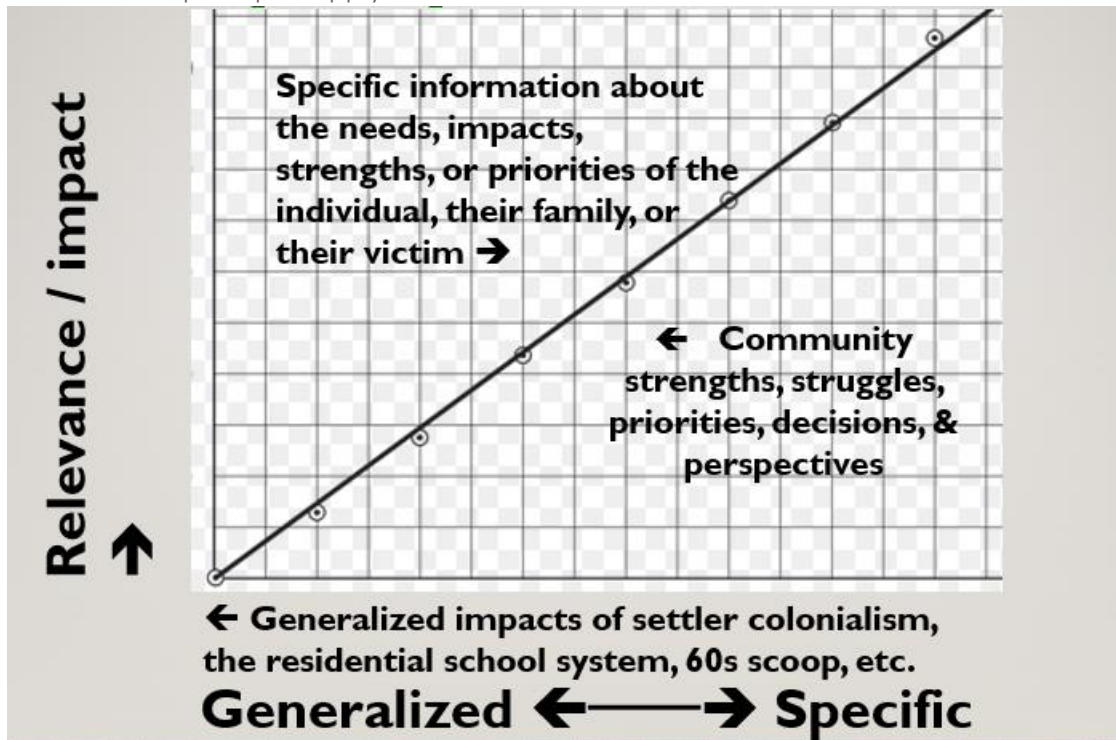 Relevance / impact ↑
Specific information about
the needs, impacts,
strengths, or priorities of the
individual, their family, or
their victim →
← Community
strengths, struggles,
priorities, decisions, &
perspectives
← Generalized impacts of settler colonialism,
the residential school system, 60s scoop, etc.
Generalized ←→ Specific